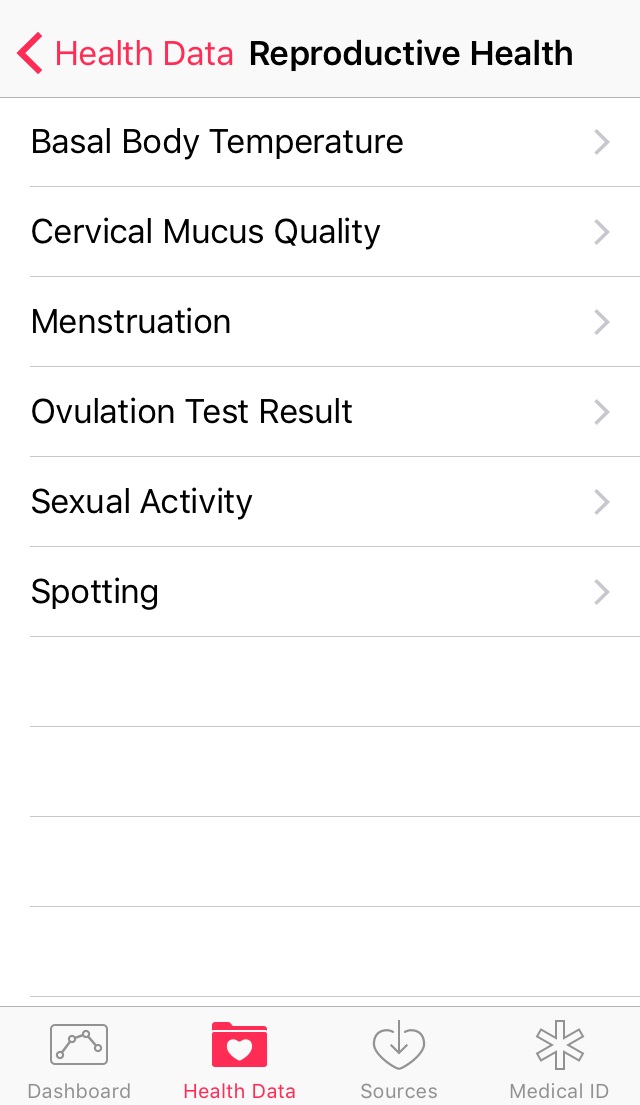 Health Data Reproductive Health
Basal Body Temperature
Cervical Mucus Quality
Menstruation
Ovulation Test Result
Sexual Activity
Spotting
Dashboard Health Data Sources Medical ID